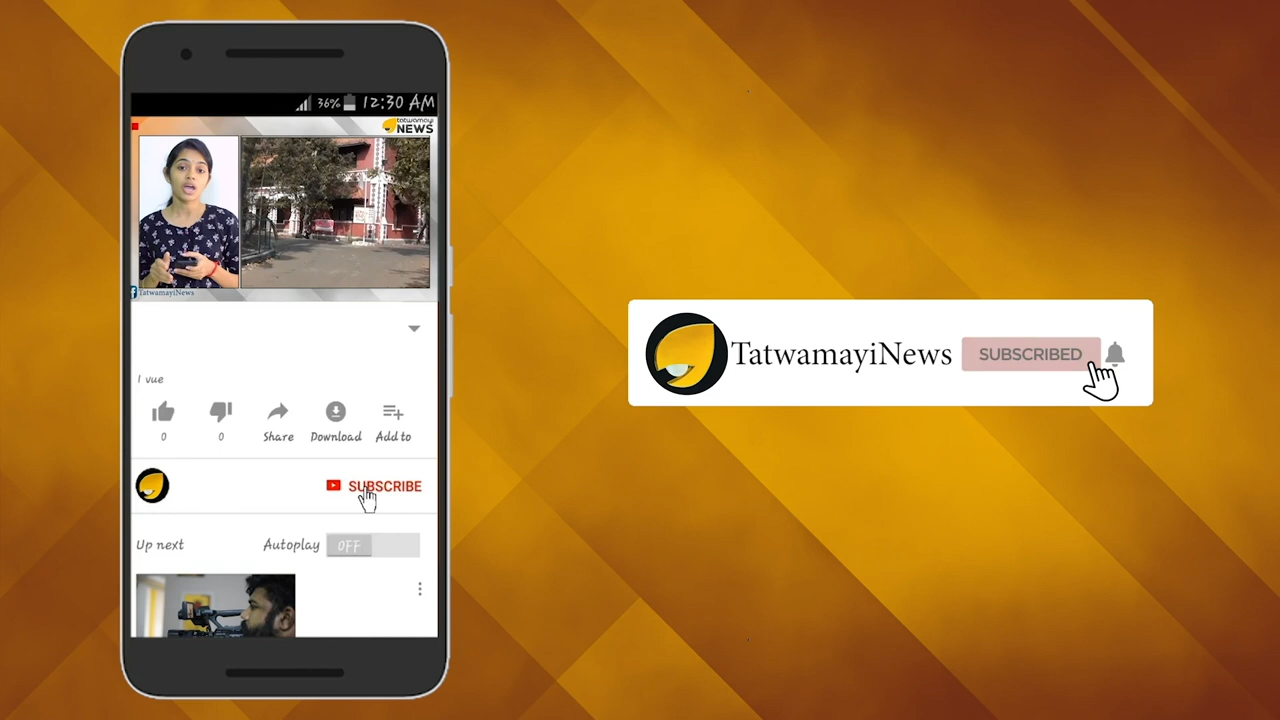 36% 12:30 AM
tatwamayi
NEWS
TatwamayiNews
1 vue
0 0 Share Download Add to
SUBSCRIBE
Up next Autoplay OFF
TatwamayiNews SUBSCRIBED